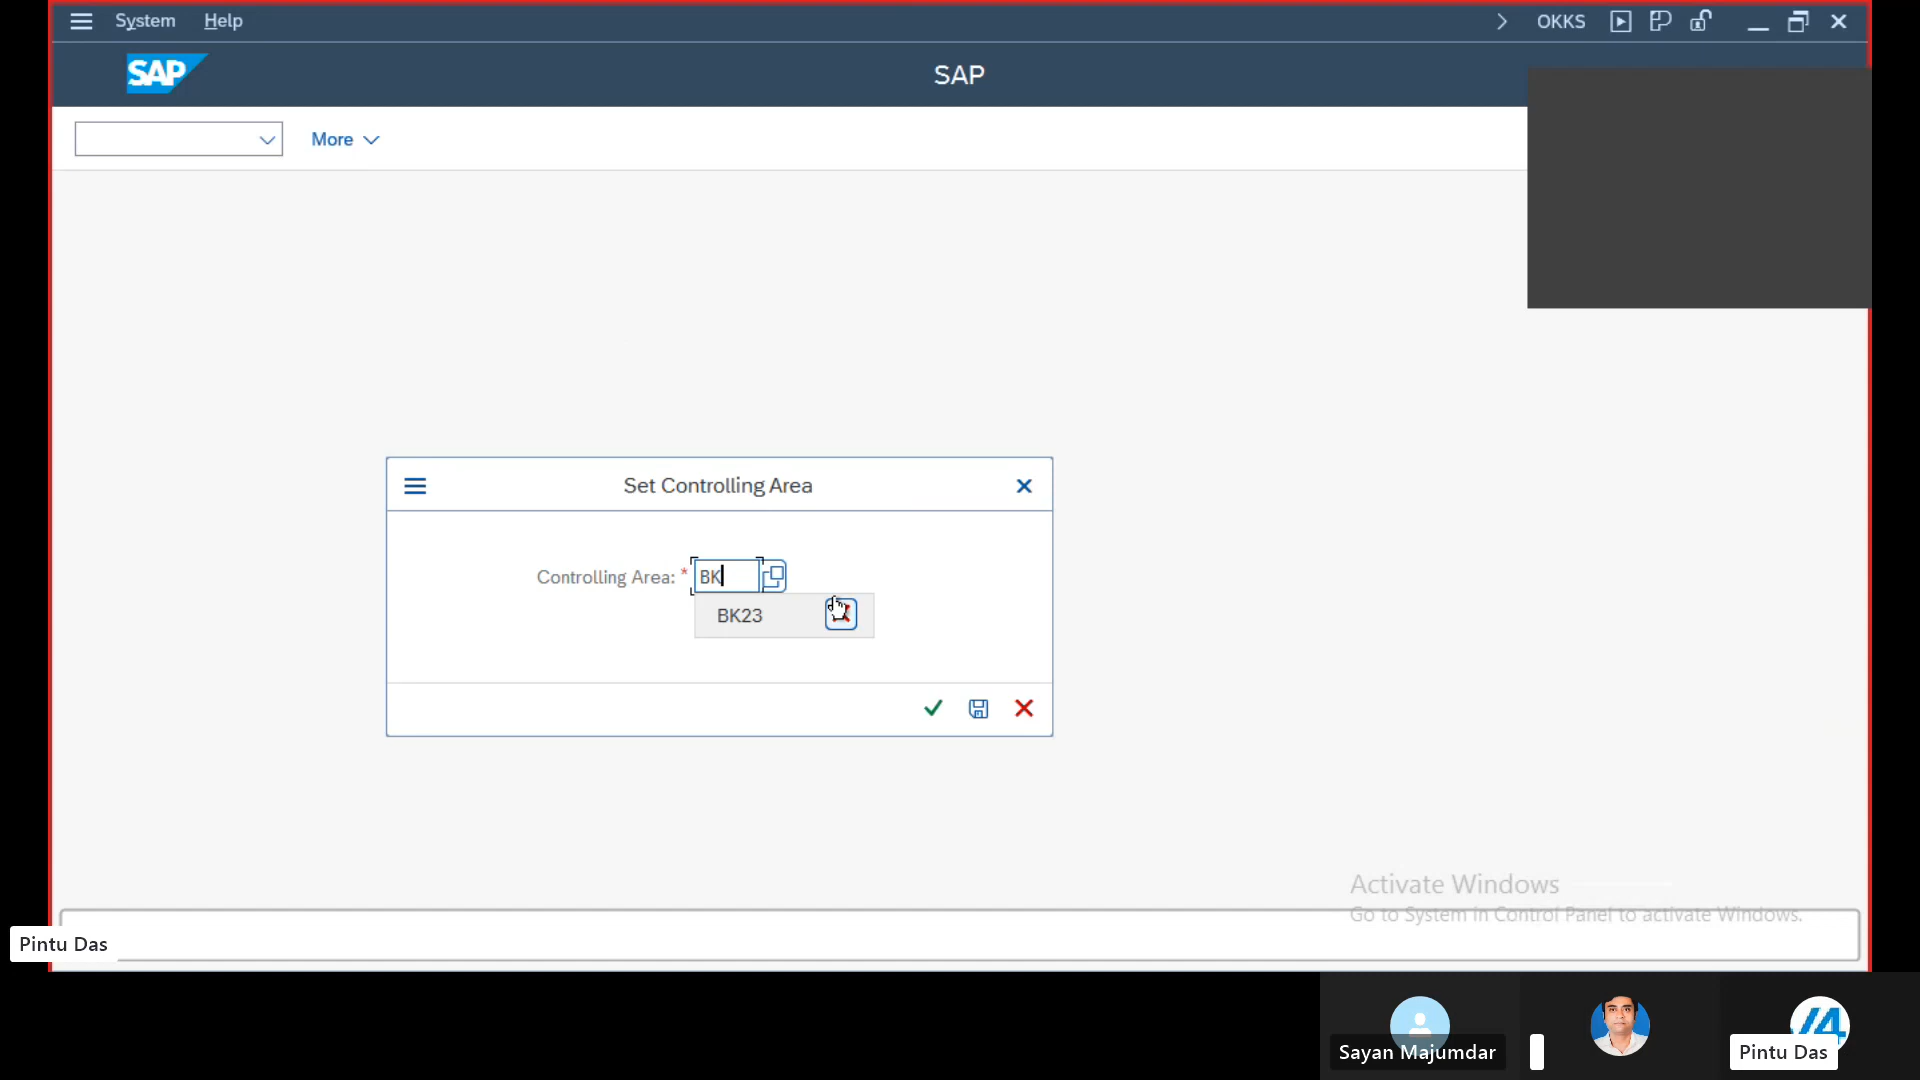 System Help
OKKS
SAP
SAP
More
Set Controlling Area
Controlling Area: * BK
BK23
Activate Windows
Go to System in Control Panel to activate Windows.
Pintu Das
Sayan Majumdar
Pintu Das